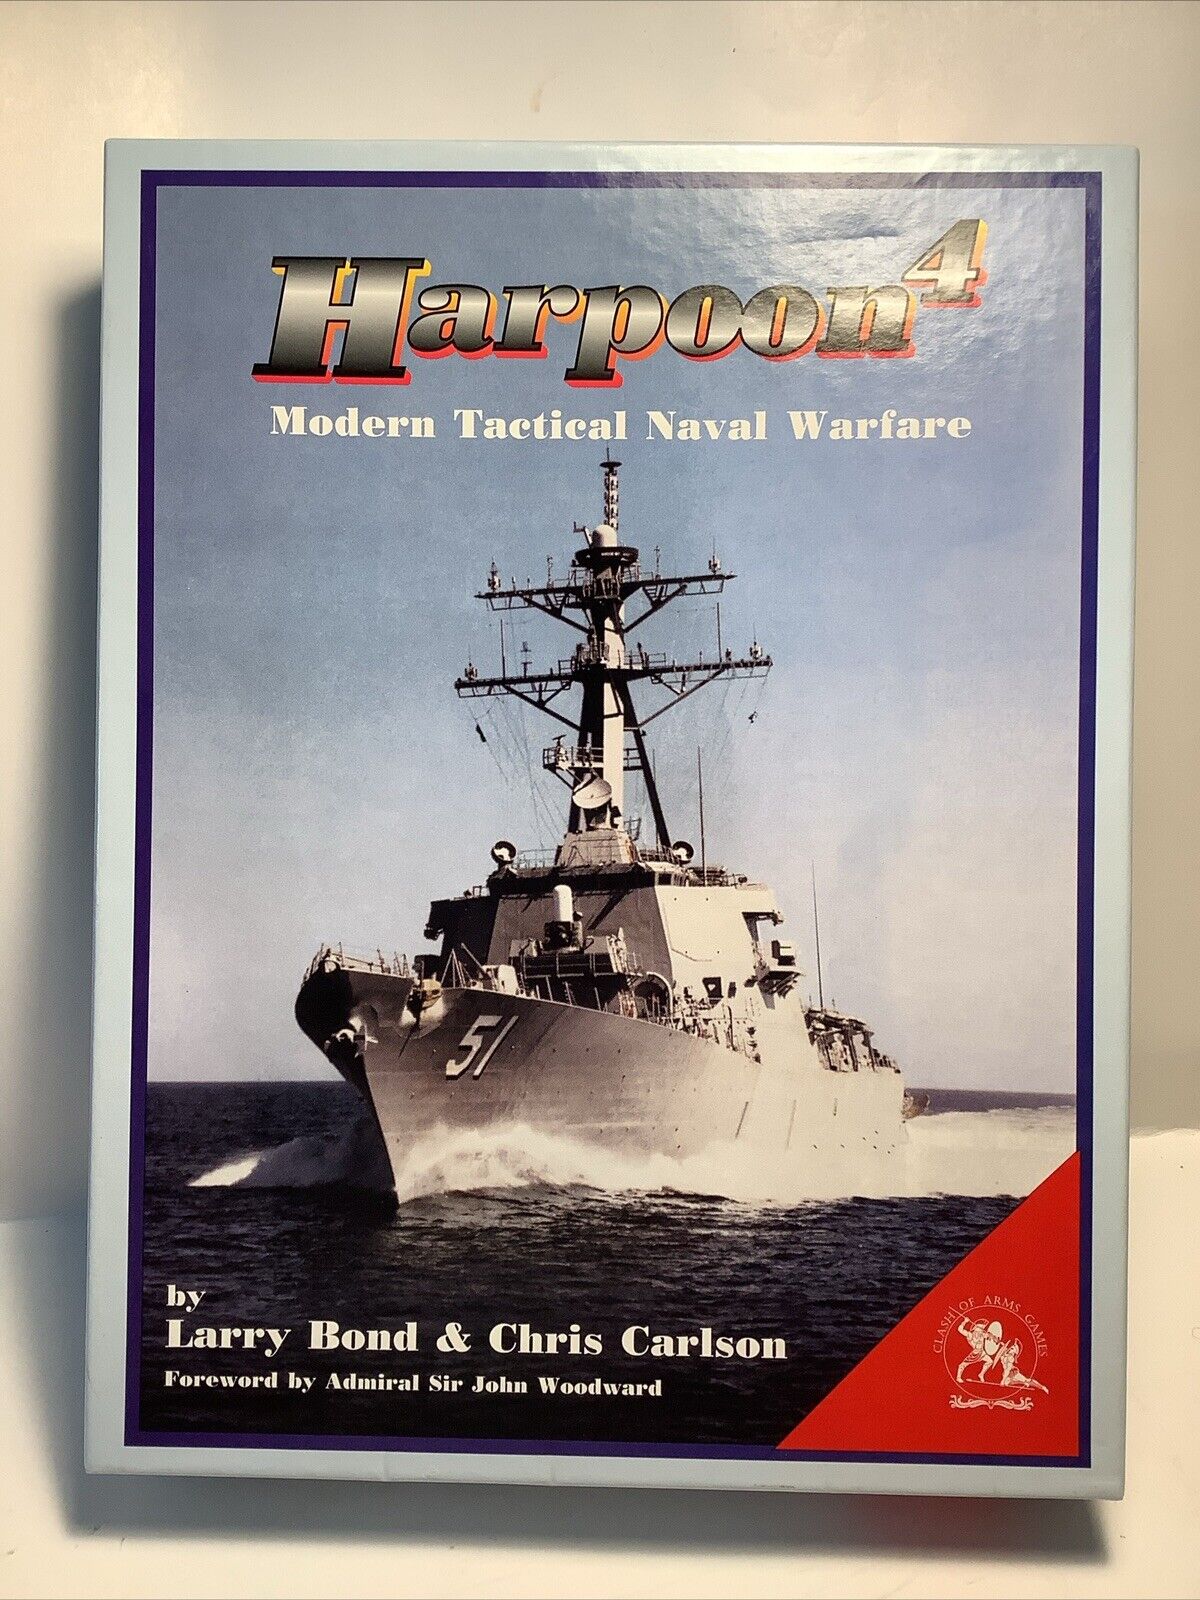 Harpoon4
Modern Tactical Naval Warfare
51
by
Larry Bond & Chris Carlson
Foreword by Admiral Sir John Woodward
CLASH OF ARMS GAMES